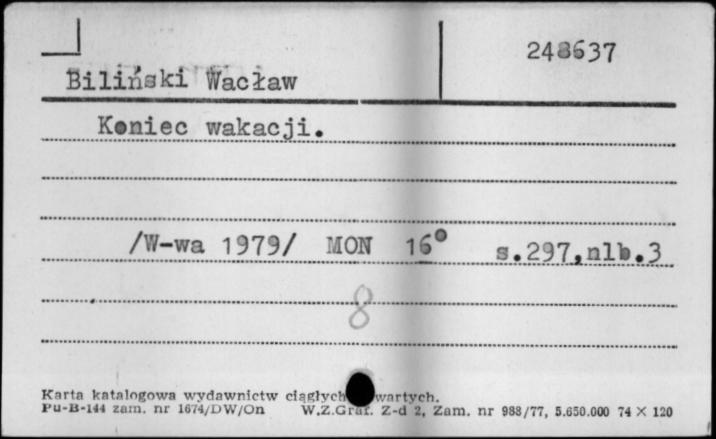 248637
Biliński Wacław
Koniec wakacji.
/W-wa 1979/ MON 16° s.297,nlb.3
8
Karta katalogowa wydawnictw ciągłych wartych.
Pu-B-144 zam. nr 1674/DW/On W.Z.Graf. Z-d 2, Zam. nr 988/77, 5.650.000 74 X 120